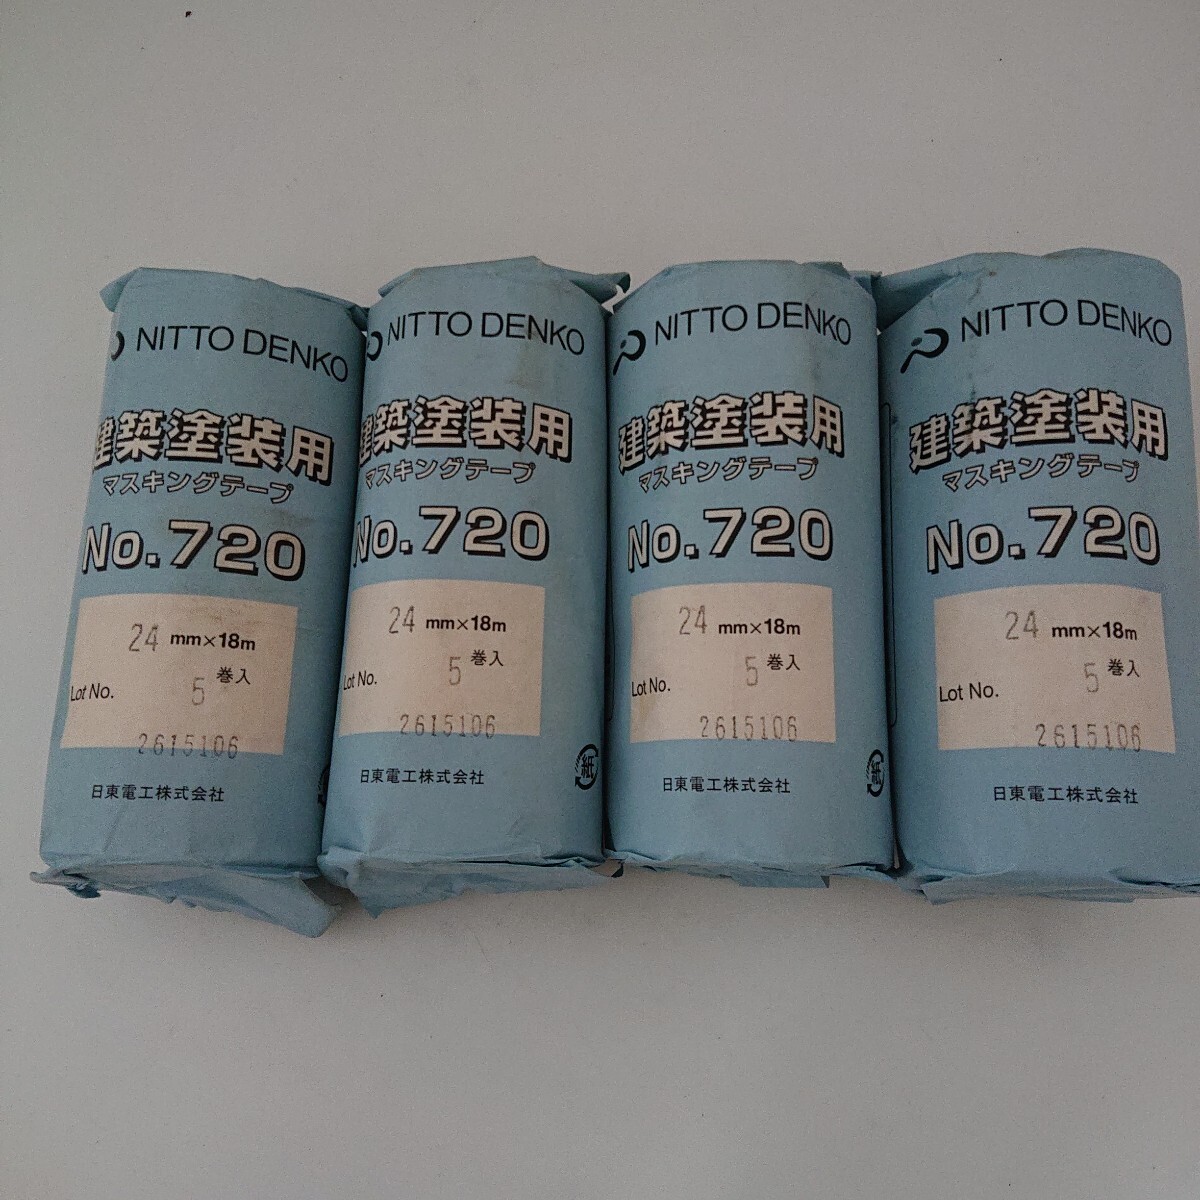 NITTO DENKO
建築塗装用
マスキングテープ
No.720
24 mm×18m
5 巻入
Lot No.
2615106
日東電工株式会社
NITTO DENKO
建築塗装用
マスキングテープ
No.720
24 mm×18m
5 巻入
Lot No.
2615106
日東電工株式会社
紙
NITTO DENKO
建築塗装用
マスキングテープ
No.720
24 mm×18m
5 巻入
Lot No.
2615106
日東電工株式会社
紙
NITTO DENKO
建築塗装用
マスキングテープ
No.720
24 mm×18m
5 巻入
Lot No.
2615106
日東電工株式会社